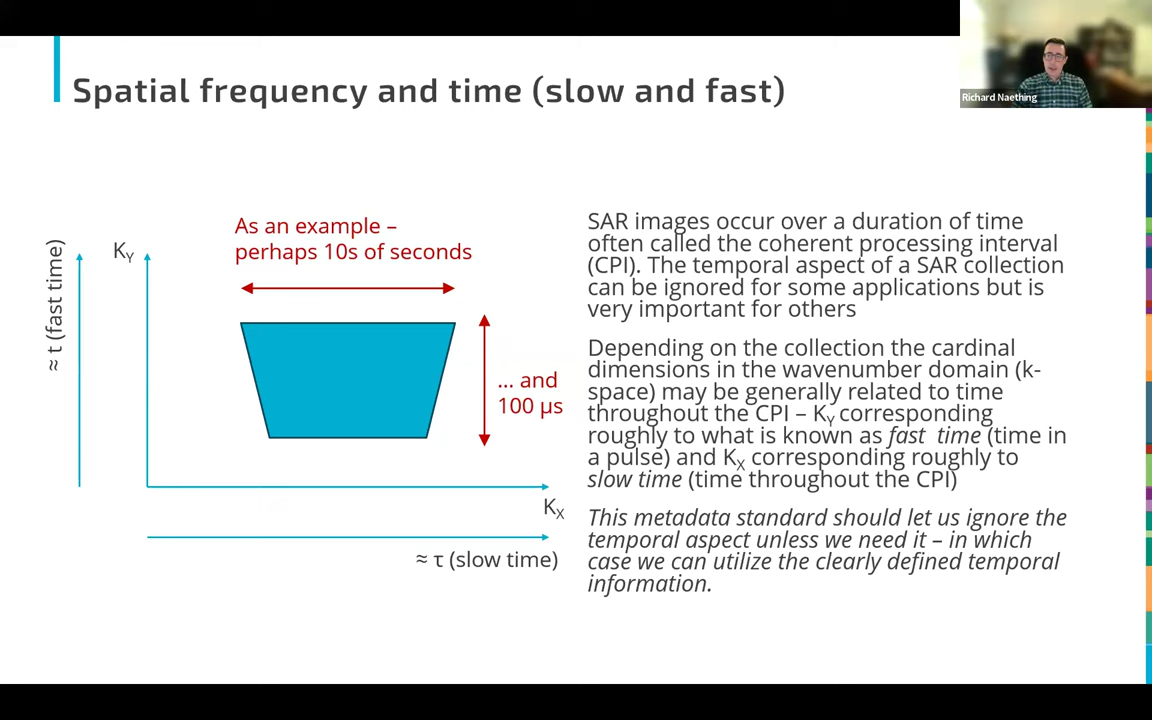 Spatial frequency and time (slow and fast)
Richard Naething
As an example –
perhaps 10s of seconds
≈ t (fast time)
KY
... and
100 µs
KX
≈ τ (slow time)
SAR images occur over a duration of time
often called the coherent processing interval
(CPI). The temporal aspect of a SAR collection
can be ignored for some applications but is
very important for others
Depending on the collection the cardinal
dimensions in the wavenumber domain (k-
space) may be generally related to time
throughout the CPI – KY corresponding
roughly to what is known as fast time (time in
a pulse) and KX corresponding roughly to
slow time (time throughout the CPI)
This metadata standard should let us ignore the
temporal aspect unless we need it – in which
case we can utilize the clearly defined temporal
information.